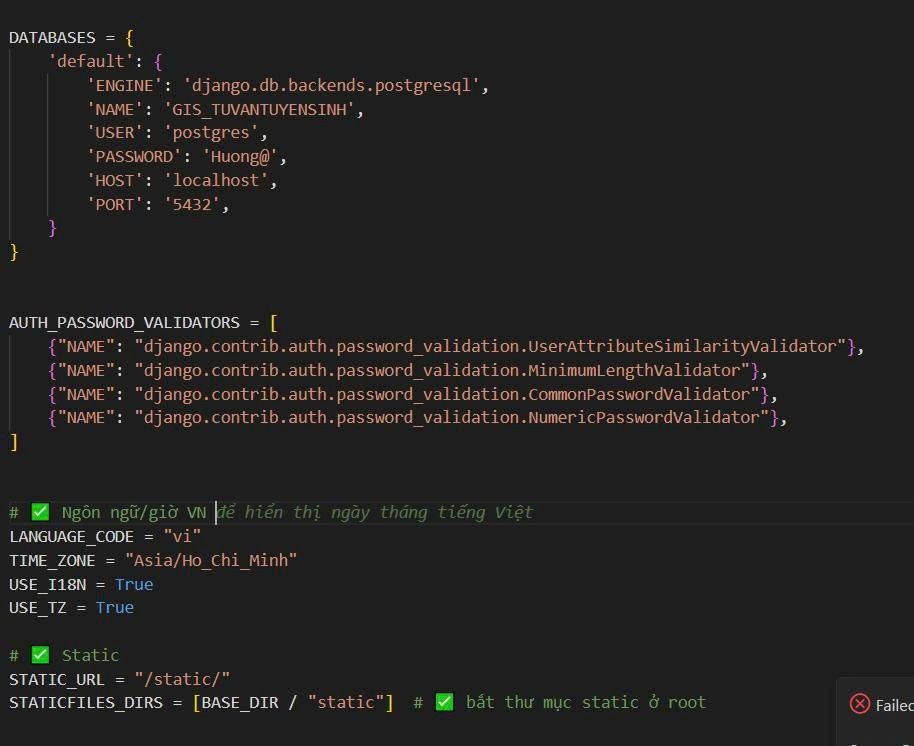 DATABASES = {
    'default': {
        'ENGINE': 'django.db.backends.postgresql',
        'NAME': 'GIS_TUVANTUYENSINH',
        'USER': 'postgres',
        'PASSWORD': 'Huong@',
        'HOST': 'localhost',
        'PORT': '5432',
    }
}
AUTH_PASSWORD_VALIDATORS = [
    {"NAME": "django.contrib.auth.password_validation.UserAttributeSimilarityValidator"},
    {"NAME": "django.contrib.auth.password_validation.MinimumLengthValidator"},
    {"NAME": "django.contrib.auth.password_validation.CommonPasswordValidator"},
    {"NAME": "django.contrib.auth.password_validation.NumericPasswordValidator"},
]
# ✅ Ngôn ngữ/giờ VN để hiển thị ngày tháng tiếng Việt
LANGUAGE_CODE = "vi"
TIME_ZONE = "Asia/Ho_Chi_Minh"
USE_I18N = True
USE_TZ = True
# ✅ Static
STATIC_URL = "/static/"
STATICFILES_DIRS = [BASE_DIR / "static"]  # ✅ bắt thư mục static ở root
Failed